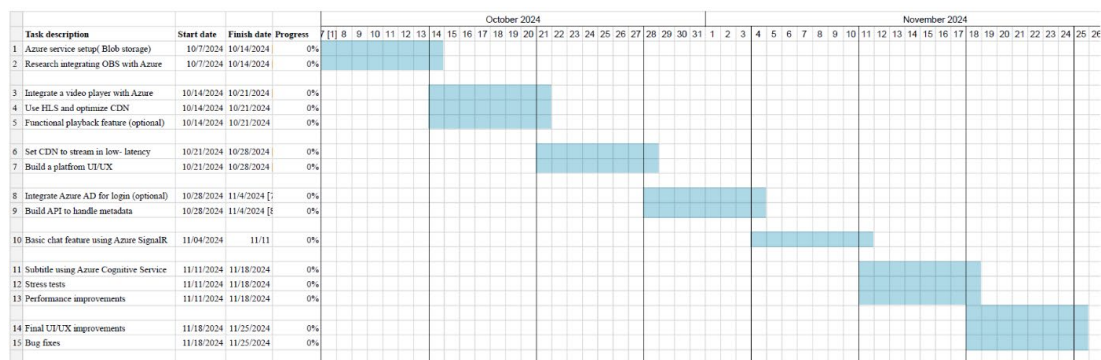 October 2024 November 2024
Task description Start date Finish date Progress 7 [1] 8 9 10 11 12 13 14 15 16 17 18 19 20 21 22 23 24 25 26 27 28 29 30 31 1 2 3 4 5 6 7 8 9 10 11 12 13 14 15 16 17 18 19 20 21 22 23 24 25 26
1 Azure service setup( Blob storage) 10/7/2024 10/14/2024 0%
2 Research integrating OBS with Azure 10/7/2024 10/14/2024 0%
3 Integrate a video player with Azure 10/14/2024 10/21/2024 0%
4 Use HLS and optimize CDN 10/14/2024 10/21/2024 0%
5 Functional playback feature (optional) 10/14/2024 10/21/2024 0%
6 Set CDN to stream in low- latency 10/21/2024 10/28/2024 0%
7 Build a platfrom UI/UX 10/21/2024 10/28/2024 0%
8 Integrate Azure AD for login (optional) 10/28/2024 11/4/2024 0%
9 Build API to handle metadata 10/28/2024 11/4/2024 0%
10 Basic chat feature using Azure SignalR 11/04/2024 11/11 0%
11 Subtitle using Azure Cognitive Service 11/11/2024 11/18/2024 0%
12 Stress tests 11/11/2024 11/18/2024 0%
13 Performance improvements 11/11/2024 11/18/2024 0%
14 Final UI/UX improvements 11/18/2024 11/25/2024 0%
15 Bug fixes 11/18/2024 11/25/2024 0%